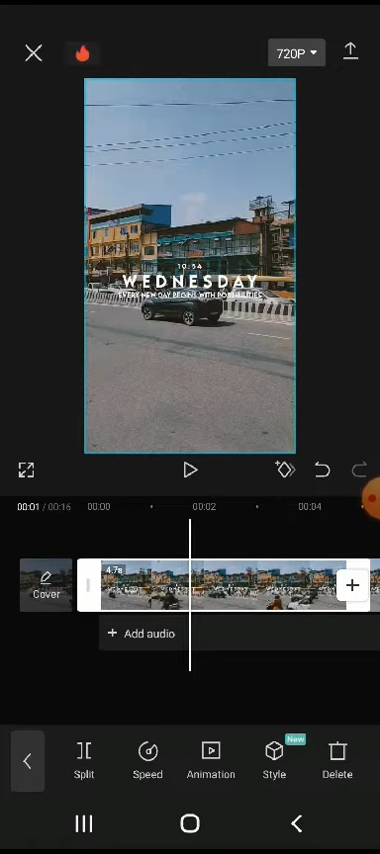 720P
10:54
WEDNESDAY
EVERY NEW DAY BEGINS WITH POSSIBILITIES
00:01 / 00:16
00:00
00:02
00:04
4.7s
Cover
+ Add audio
New
Split
Speed
Animation
Style
Delete